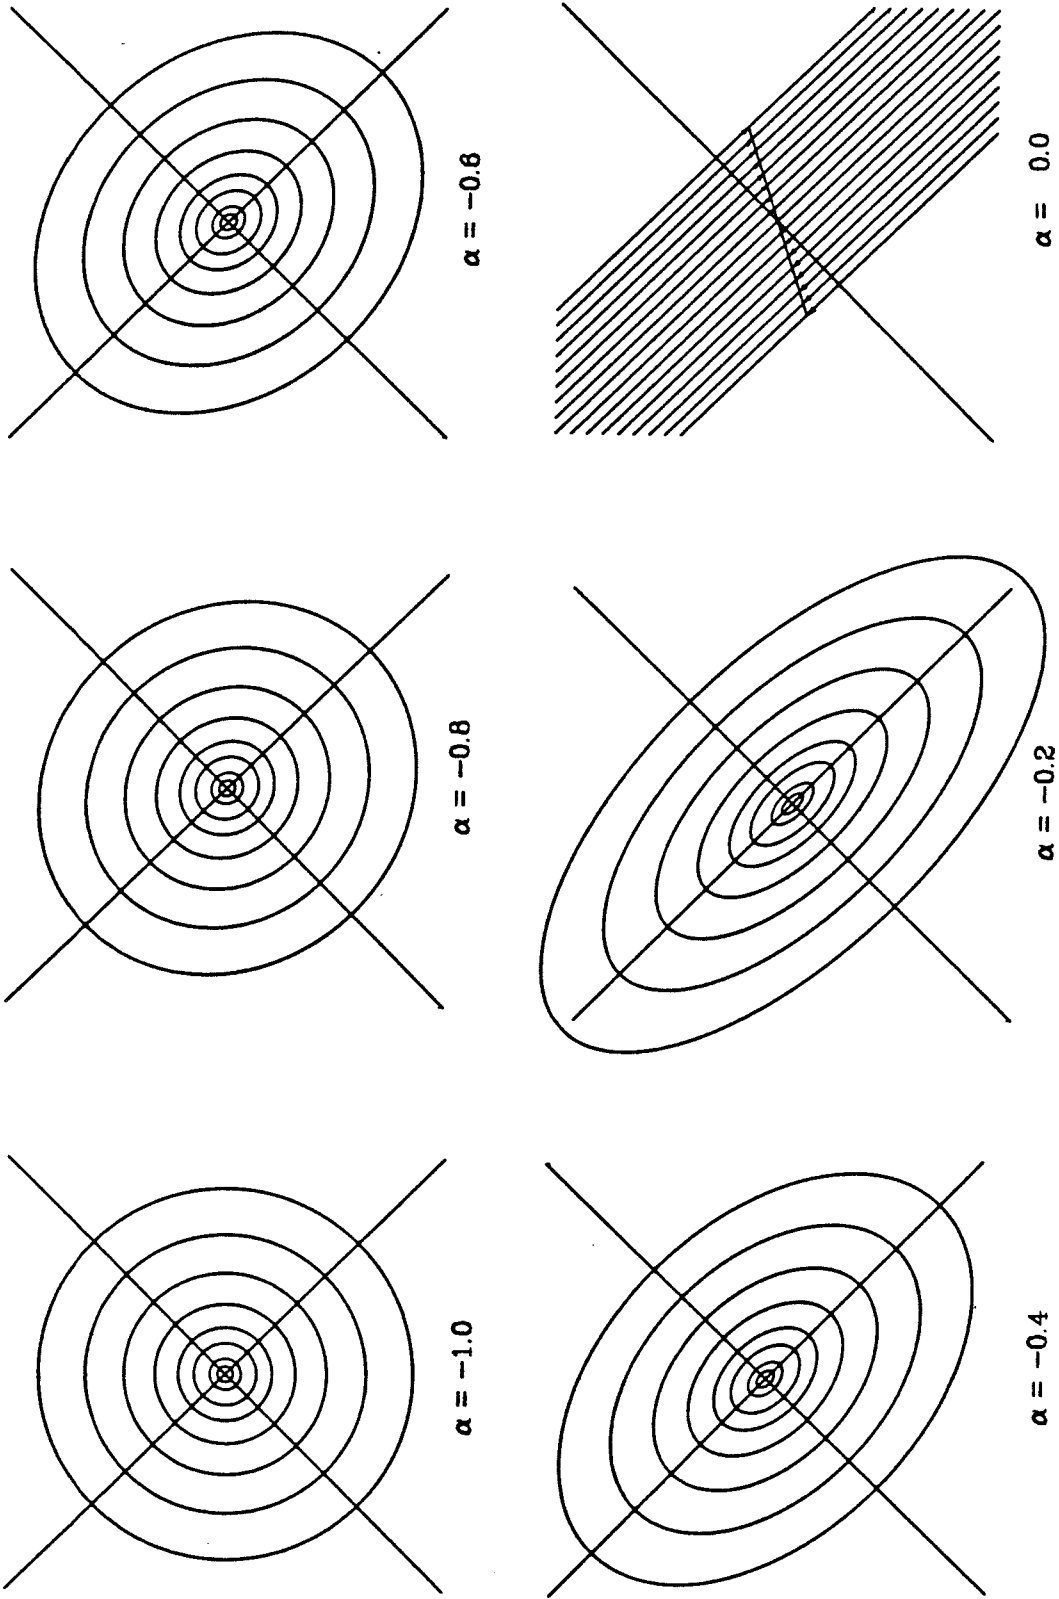 α = −1.0
α = −0.8
α = −0.6
α = −0.4
α = −0.2
α = 0.0